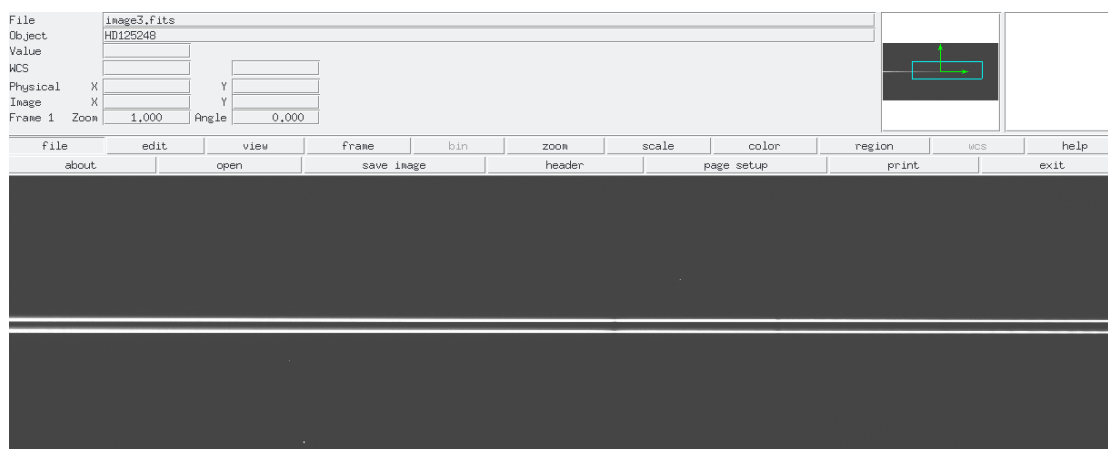 File image3.fits
Object HD125248
Value
WCS
Physical X Y
Image X Y
Frame 1 Zoom 1.000 Angle 0.000
file edit view frame bin zoom scale color region wcs help
about open save image header page setup print exit